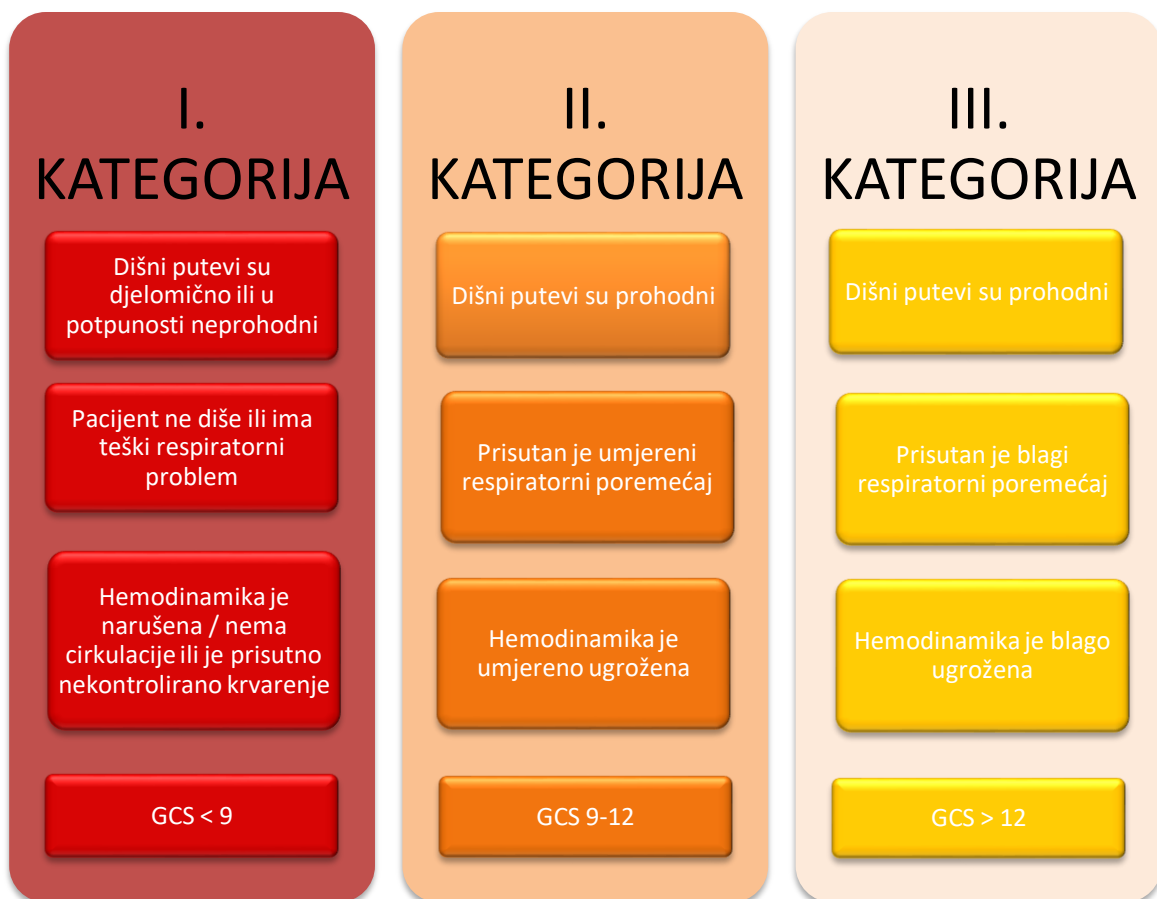 I.
KATEGORIJA
Dišni putevi su
djelomično ili u
potpunosti neprohodni
Pacijent ne diše ili ima
teški respiratorni
problem
Hemodinamika je
narušena / nema
cirkulacije ili je prisutno
nekontrolirano krvarenje
GCS < 9
II.
KATEGORIJA
Dišni putevi su prohodni
Prisutan je umjereni
respiratorni poremećaj
Hemodinamika je
umjereno ugrožena
GCS 9-12
III.
KATEGORIJA
Dišni putevi su prohodni
Prisutan je blagi
respiratorni poremećaj
Hemodinamika je blago
ugrožena
GCS > 12